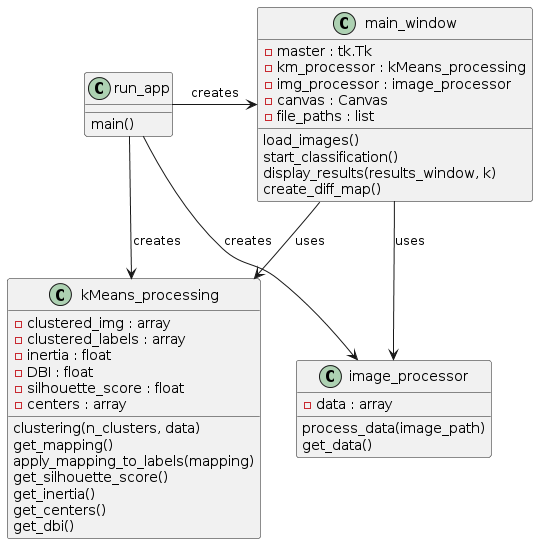 C main_window
master : tk.Tk
km_processor : kMeans_processing
img_processor : image_processor
canvas : Canvas
file_paths : list
load_images()
start_classification()
display_results(results_window, k)
create_diff_map()
C run_app
main()
creates
creates
creates
uses
uses
C kMeans_processing
clustered_img : array
clustered_labels : array
inertia : float
DBI : float
silhouette_score : float
centers : array
clustering(n_clusters, data)
get_mapping()
apply_mapping_to_labels(mapping)
get_silhouette_score()
get_inertia()
get_centers()
get_dbi()
C image_processor
data : array
process_data(image_path)
get_data()